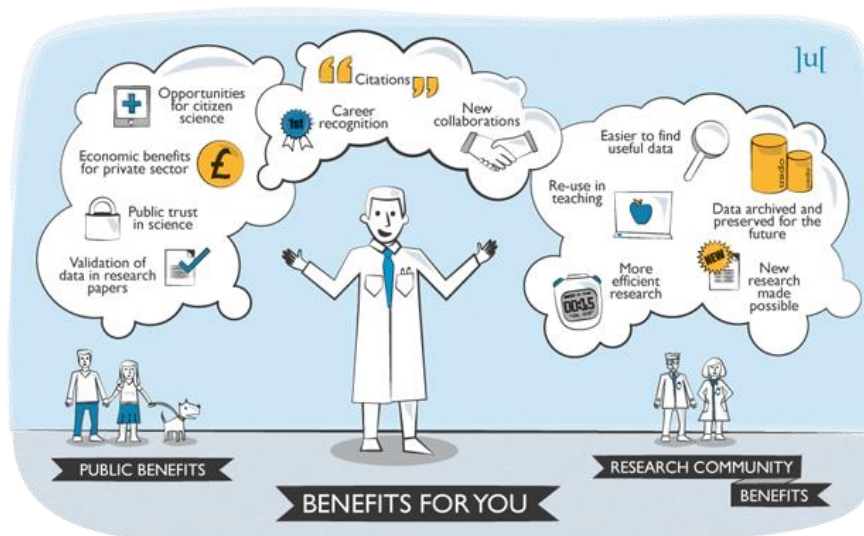 ]u[
Opportunities
for citizen
science
Economic benefits
for private sector
£
Public trust
in science
Validation of
data in research
papers
“ Citations ”
1st
Career
recognition
New
collaborations
Easier to find
useful data
Re-use in
teaching
Data archived and
preserved for the
future
More
efficient
research
00:1.5
NEW
New
research
made
possible
PUBLIC BENEFITS
BENEFITS FOR YOU
RESEARCH COMMUNITY
BENEFITS